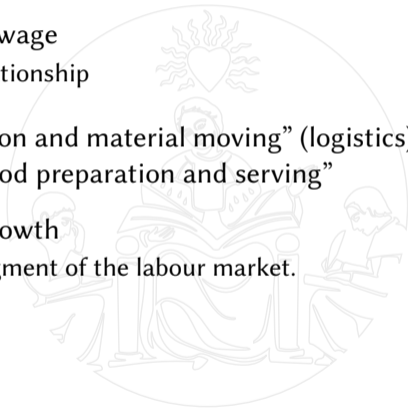 wage
tionship
on and material moving” (logistics)
od preparation and serving”
owth
gment of the labour market.